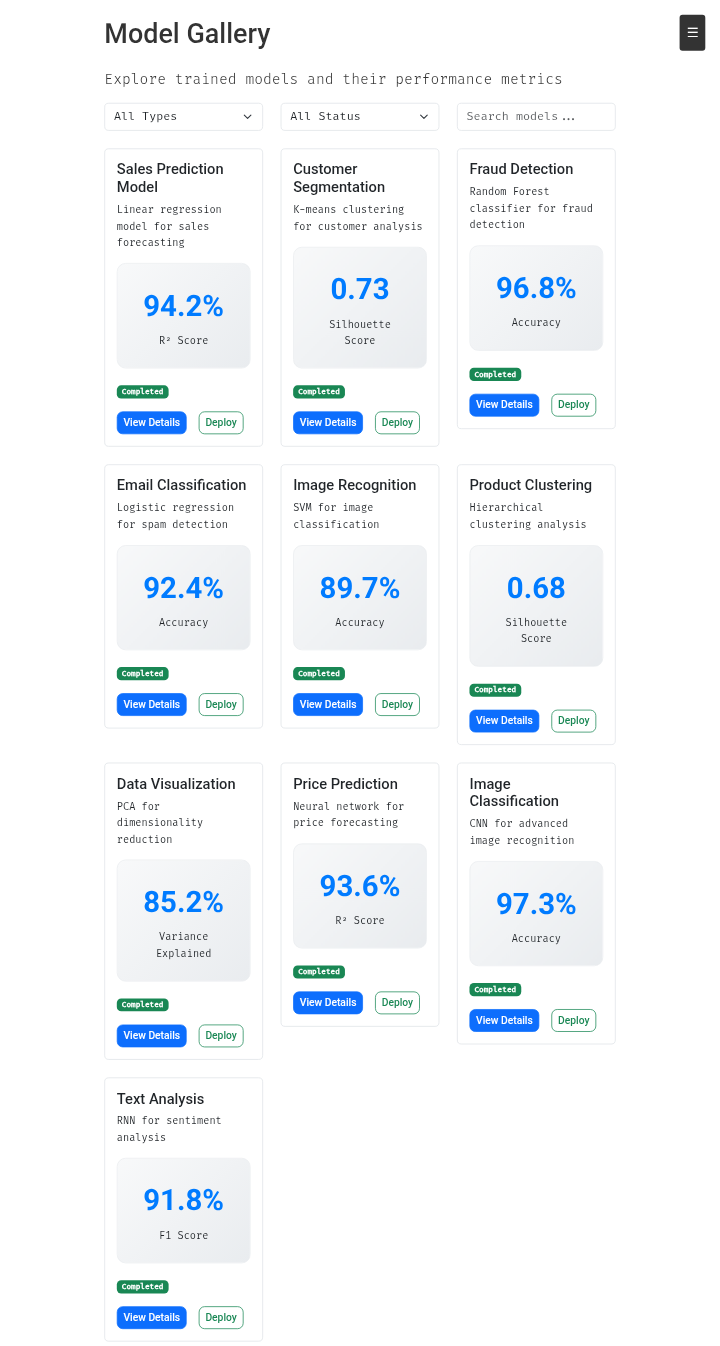 Model Gallery
☰
Explore trained models and their performance metrics
All Types
All Status
Search models...
Sales Prediction
Model
Linear regression
model for sales
forecasting
94.2%
R² Score
Completed
View Details
Deploy
Customer
Segmentation
K-means clustering
for customer analysis
0.73
Silhouette
Score
Completed
View Details
Deploy
Fraud Detection
Random Forest
classifier for fraud
detection
96.8%
Accuracy
Completed
View Details
Deploy
Email Classification
Logistic regression
for spam detection
92.4%
Accuracy
Completed
View Details
Deploy
Image Recognition
SVM for image
classification
89.7%
Accuracy
Completed
View Details
Deploy
Product Clustering
Hierarchical
clustering analysis
0.68
Silhouette
Score
Completed
View Details
Deploy
Data Visualization
PCA for
dimensionality
reduction
85.2%
Variance
Explained
Completed
View Details
Deploy
Price Prediction
Neural network for
price forecasting
93.6%
R² Score
Completed
View Details
Deploy
Image
Classification
CNN for advanced
image recognition
97.3%
Accuracy
Completed
View Details
Deploy
Text Analysis
RNN for sentiment
analysis
91.8%
F1 Score
Completed
View Details
Deploy